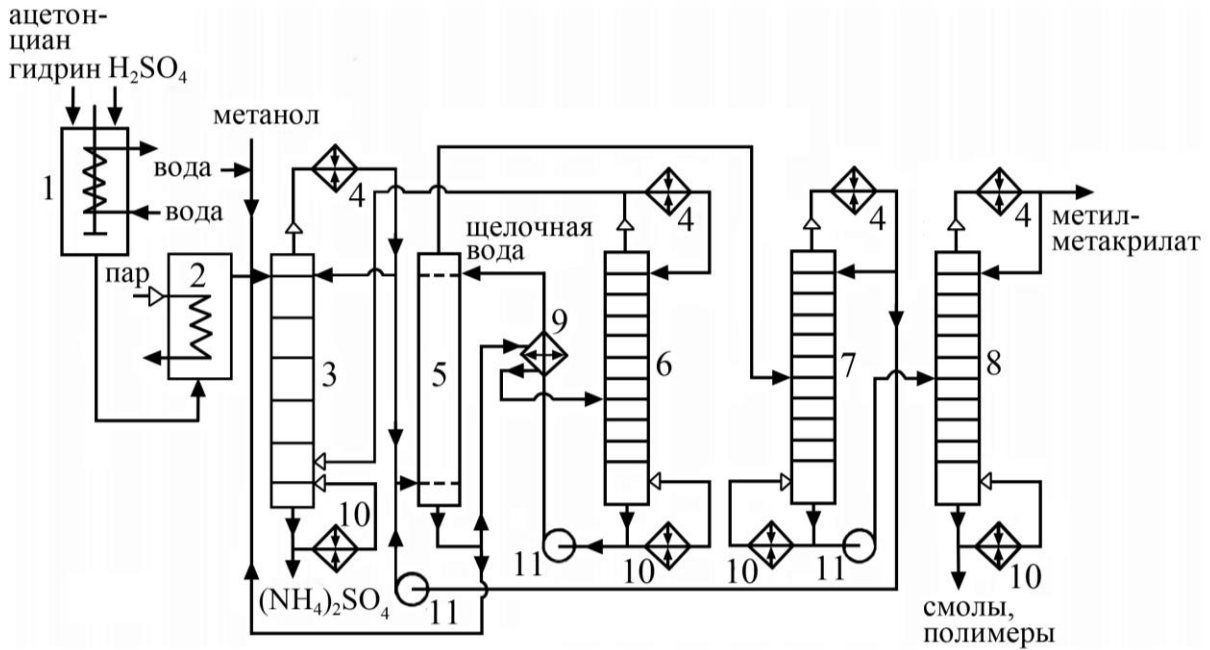 ацетон-
циан
гидрин H₂SO₄
метанол
вода
1
вода
4
4
4
4
метил-
метакрилат
щелочная
вода
пар
2
9
3
5
6
7
8
10
11
10
10
11
10
(NH₄)₂SO₄
11
смолы,
полимеры